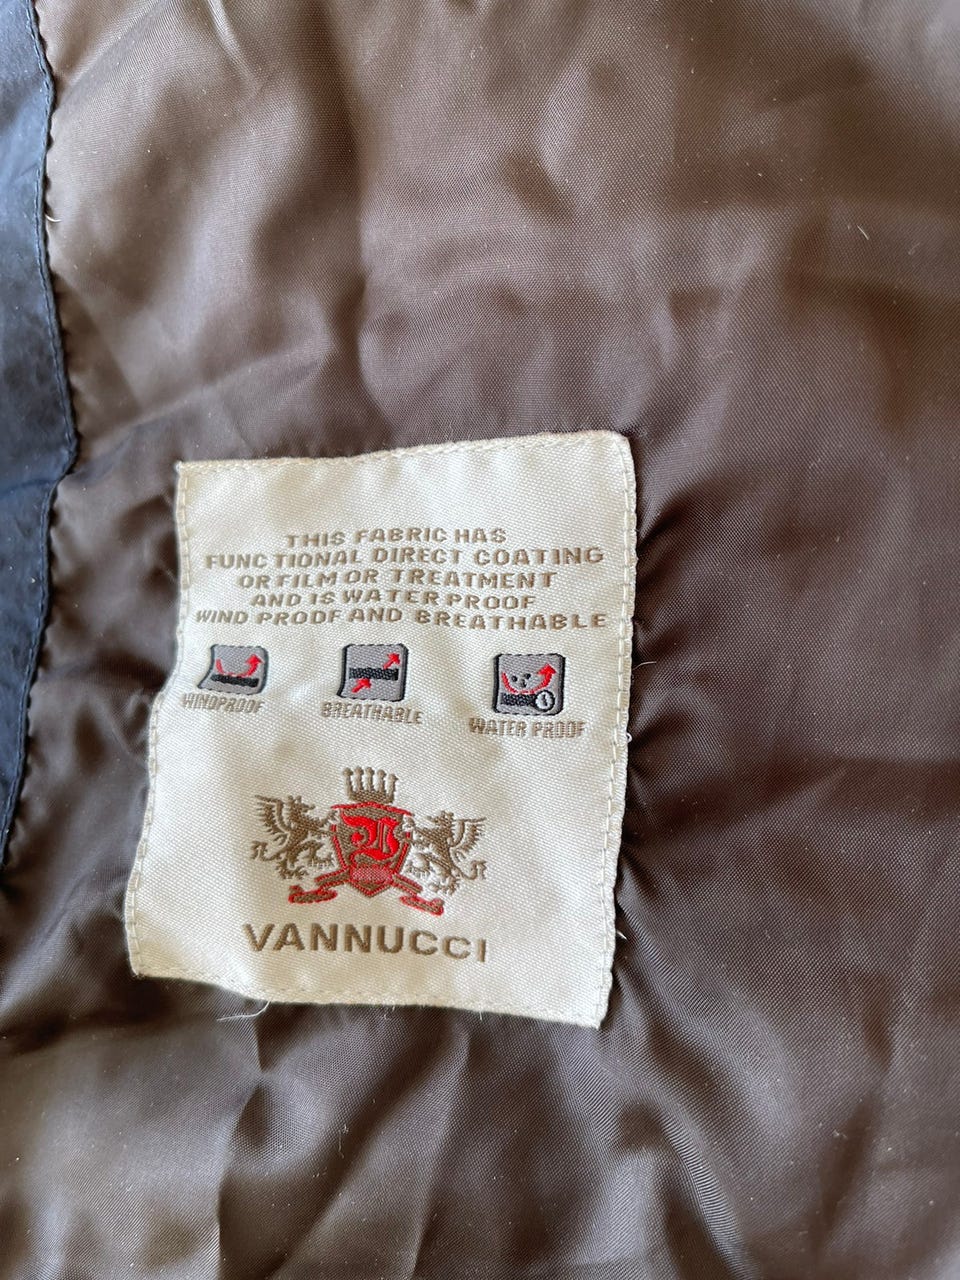 THIS FABRIC HAS
FUNCTIONAL DIRECT COATING
OR FILM OR TREATMENT
AND IS WATER PROOF
WIND PROOF AND BREATHABLE
WINDPROOF
BREATHABLE
WATER PROOF
VANNUCCI